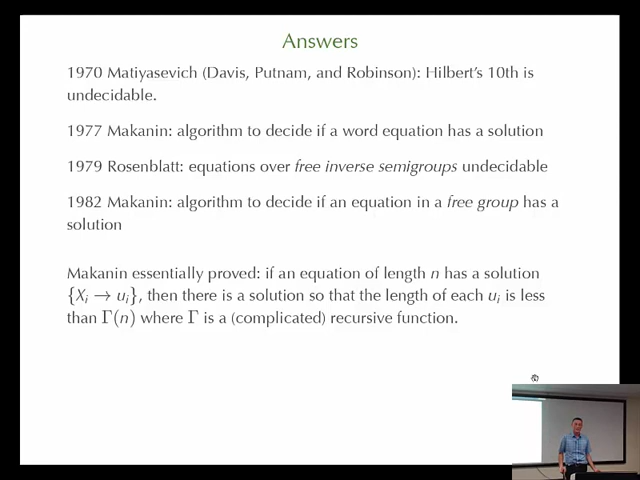 Answers
1970 Matiyasevich (Davis, Putnam, and Robinson): Hilbert's 10th is
undecidable.
1977 Makanin: algorithm to decide if a word equation has a solution
1979 Rosenblatt: equations over free inverse semigroups undecidable
1982 Makanin: algorithm to decide if an equation in a free group has a
solution
Makanin essentially proved: if an equation of length n has a solution
{Xᵢ → uᵢ}, then there is a solution so that the length of each uᵢ is less
than Γ(n) where Γ is a (complicated) recursive function.